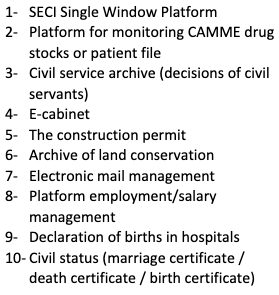 1- SECI Single Window Platform
2- Platform for monitoring CAMME drug
stocks or patient file
3- Civil service archive (decisions of civil
servants)
4- E-cabinet
5- The construction permit
6- Archive of land conservation
7- Electronic mail management
8- Platform employment/salary
management
9- Declaration of births in hospitals
10- Civil status (marriage certificate /
death certificate / birth certificate)